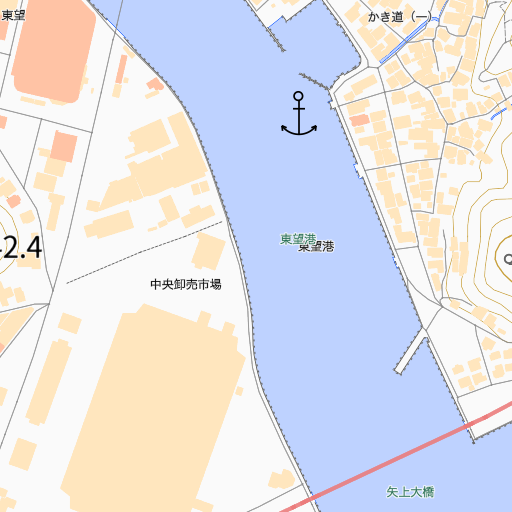 東望
かき道（一）
2.4
東望港
東望港
中央卸売市場
矢上大橋